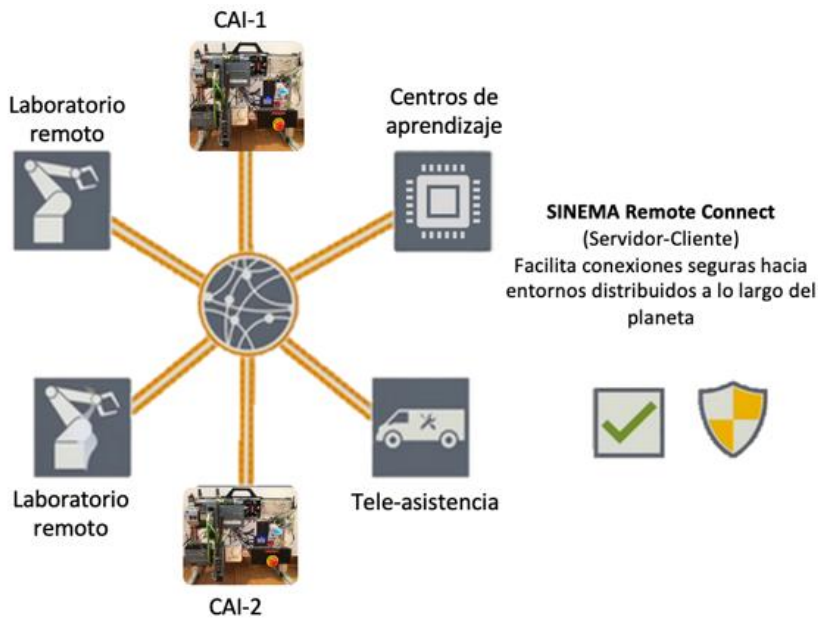 CAI-1
Laboratorio
remoto
Centros de
aprendizaje
SINEMA Remote Connect
(Servidor-Cliente)
Facilita conexiones seguras hacia
entornos distribuidos a lo largo del
planeta
Laboratorio
remoto
Tele-asistencia
CAI-2